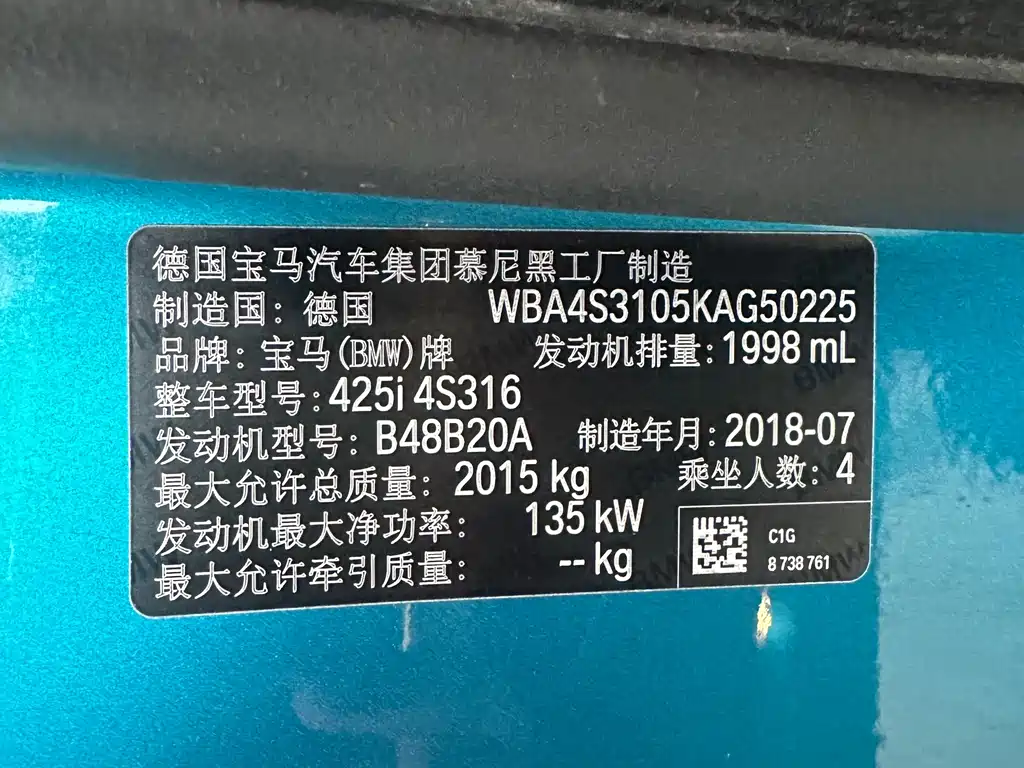 德国宝马汽车集团慕尼黑工厂制造
制造国：德国 WBA4S3105KAG50225
品牌：宝马(BMW)牌 发动机排量：1998 mL
整车型号：425i 4S316
发动机型号：B48B20A 制造年月：2018-07
最大允许总质量：2015 kg 乘坐人数：4
发动机最大净功率：135 kW
最大允许牵引质量：-- kg
C1G
8 738 761